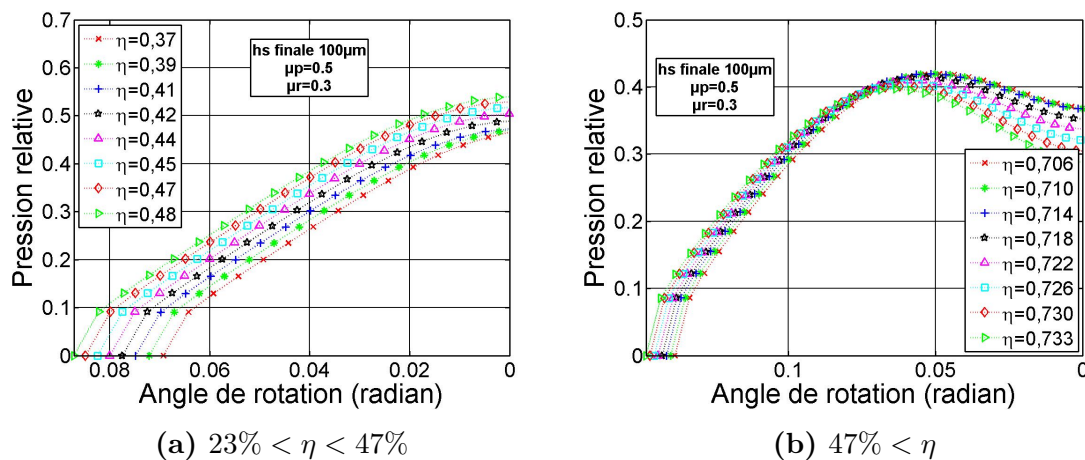 Pression relative
0.7
0.6
0.5
0.4
0.3
0.2
0.1
0
η=0,37
η=0,39
η=0,41
η=0,42
η=0,44
η=0,45
η=0,47
η=0,48
hs finale 100µm
µp=0.5
µr=0.3
0.08 0.06 0.04 0.02 0
Angle de rotation (radian)
(a) 23% < η < 47%
Pression relative
0.5
0.4
0.3
0.2
0.1
0
hs finale 100µm
µp=0.5
µr=0.3
η=0,706
η=0,710
η=0,714
η=0,718
η=0,722
η=0,726
η=0,730
η=0,733
0.1 0.05 0
Angle de rotation (radian)
(b) 47% < η